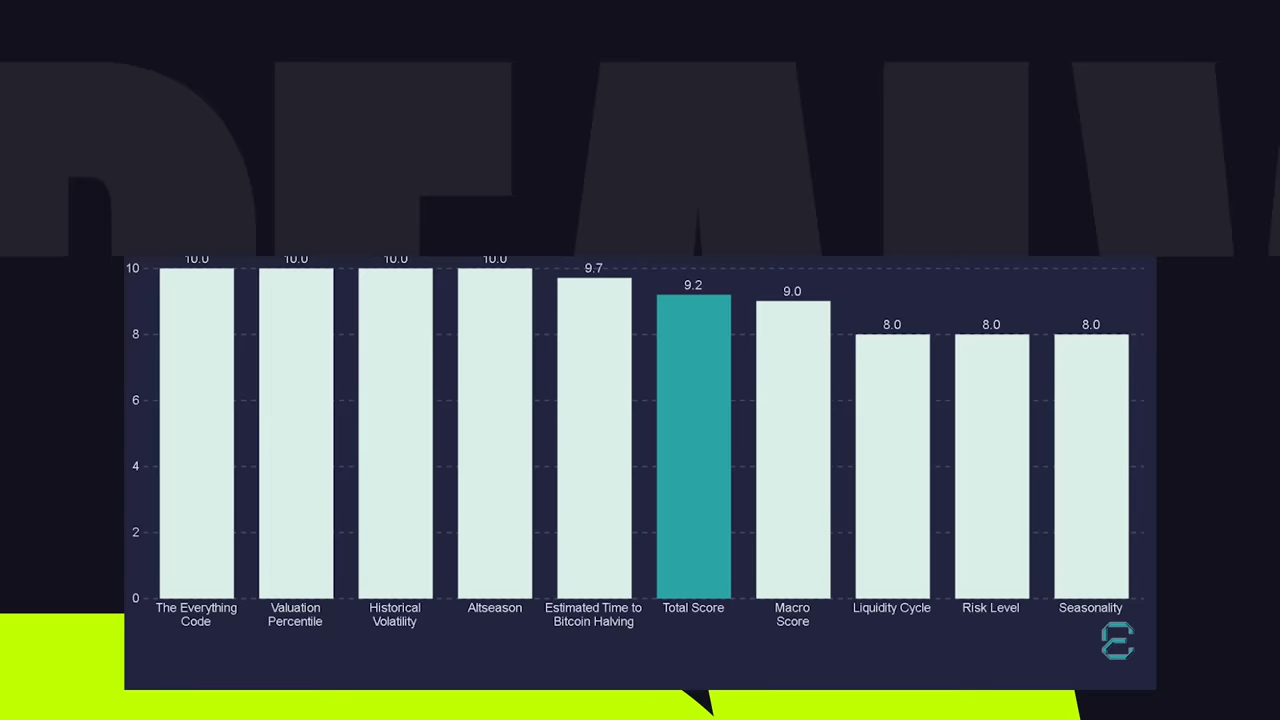 10.0 10.0 10.0 10.0 9.7 9.2 9.0 8.0 8.0 8.0
10
8
6
4
2
0
The Everything Code
Valuation Percentile
Historical Volatility
Altseason
Estimated Time to Bitcoin Halving
Total Score
Macro Score
Liquidity Cycle
Risk Level
Seasonality